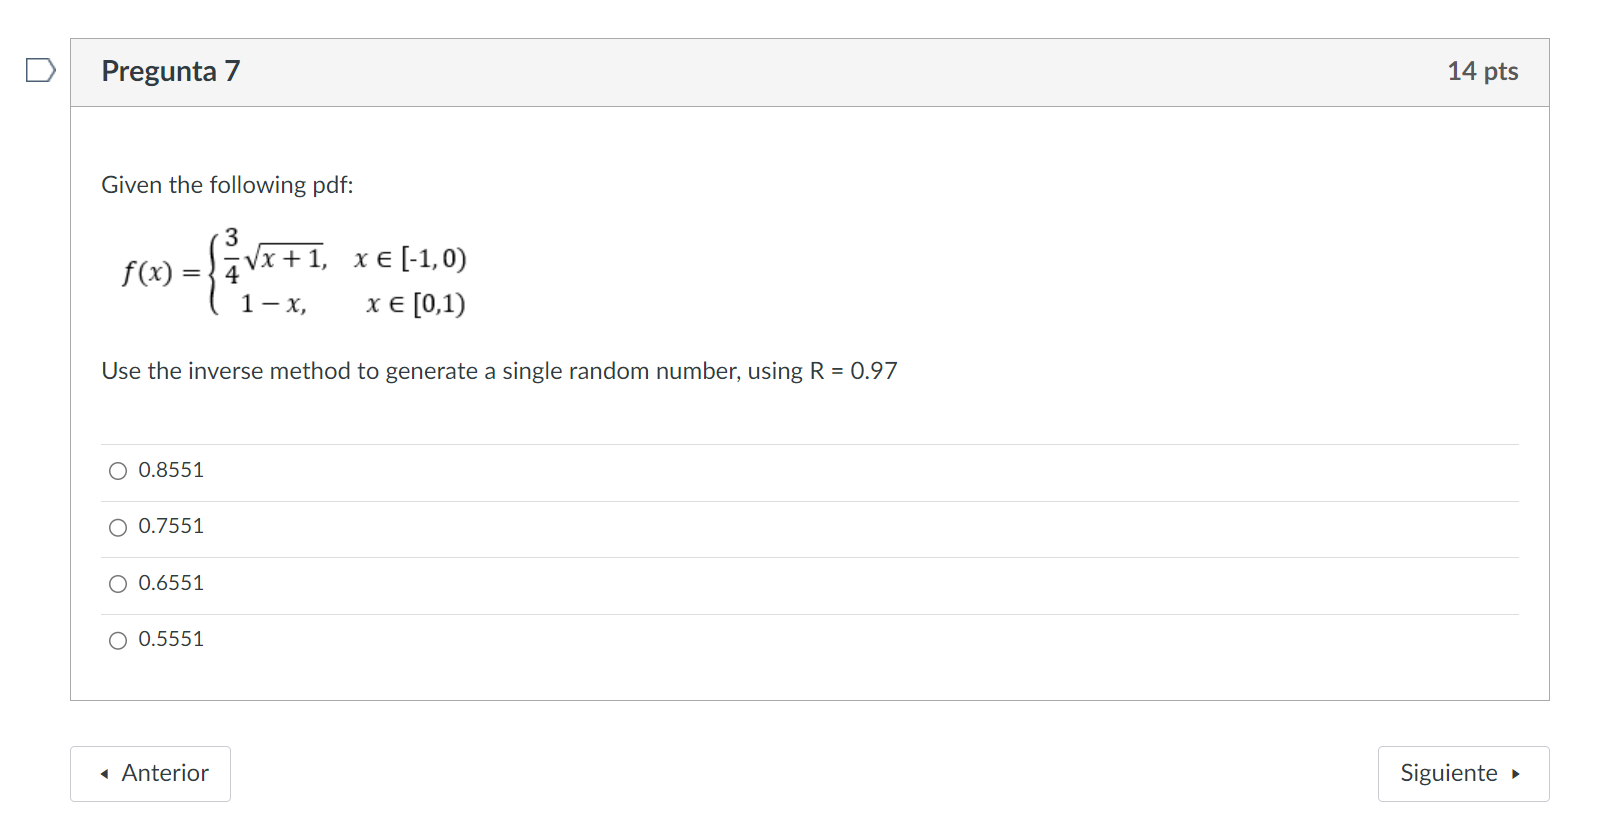 Pregunta 7
14 pts
Given the following pdf:
f(x) = { 3/4 √x + 1, x ∈ [-1, 0)
1 − x, x ∈ [0,1)
Use the inverse method to generate a single random number, using R = 0.97
0.8551
0.7551
0.6551
0.5551
Anterior
Siguiente